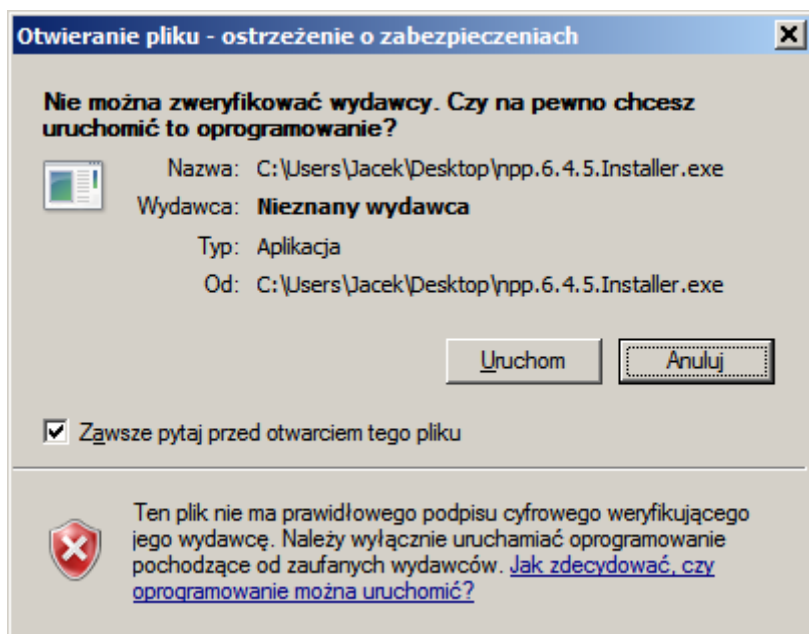 Otwieranie pliku - ostrzeżenie o zabezpieczeniach
Nie można zweryfikować wydawcy. Czy na pewno chcesz
uruchomić to oprogramowanie?
Nazwa: C:\Users\Jacek\Desktop\npp.6.4.5.Installer.exe
Wydawca: Nieznany wydawca
Typ: Aplikacja
Od: C:\Users\Jacek\Desktop\npp.6.4.5.Installer.exe
Uruchom Anuluj
Zawsze pytaj przed otwarciem tego pliku
Ten plik nie ma prawidłowego podpisu cyfrowego weryfikującego
jego wydawcę. Należy wyłącznie uruchamiać oprogramowanie
pochodzące od zaufanych wydawców. Jak zdecydować, czy
oprogramowanie można uruchomić?